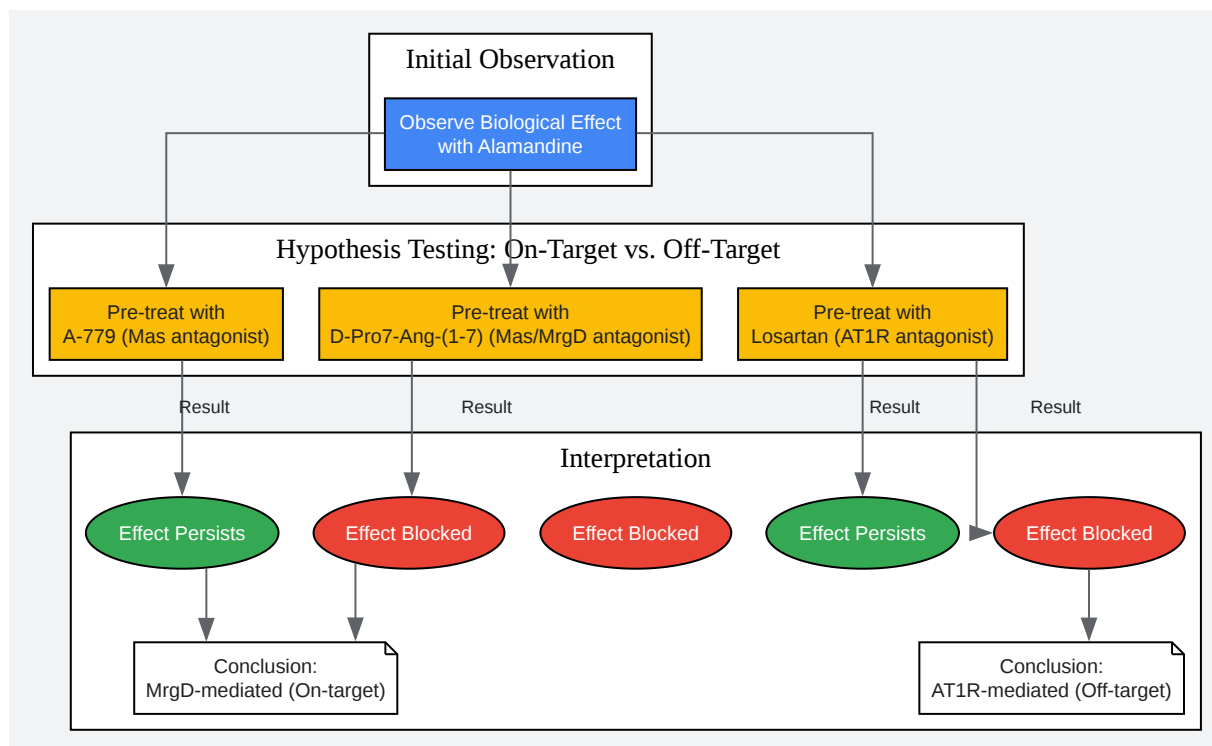 Initial Observation
Observe Biological Effect
with Alamandine
Hypothesis Testing: On-Target vs. Off-Target
Pre-treat with
A-779 (Mas antagonist)
Pre-treat with
D-Pro7-Ang-(1-7) (Mas/MrgD antagonist)
Pre-treat with
Losartan (AT1R antagonist)
Result
Result
Result
Result
Interpretation
Effect Persists
Effect Blocked
Effect Blocked
Effect Persists
Effect Blocked
Conclusion:
MrgD-mediated (On-target)
Conclusion:
AT1R-mediated (Off-target)